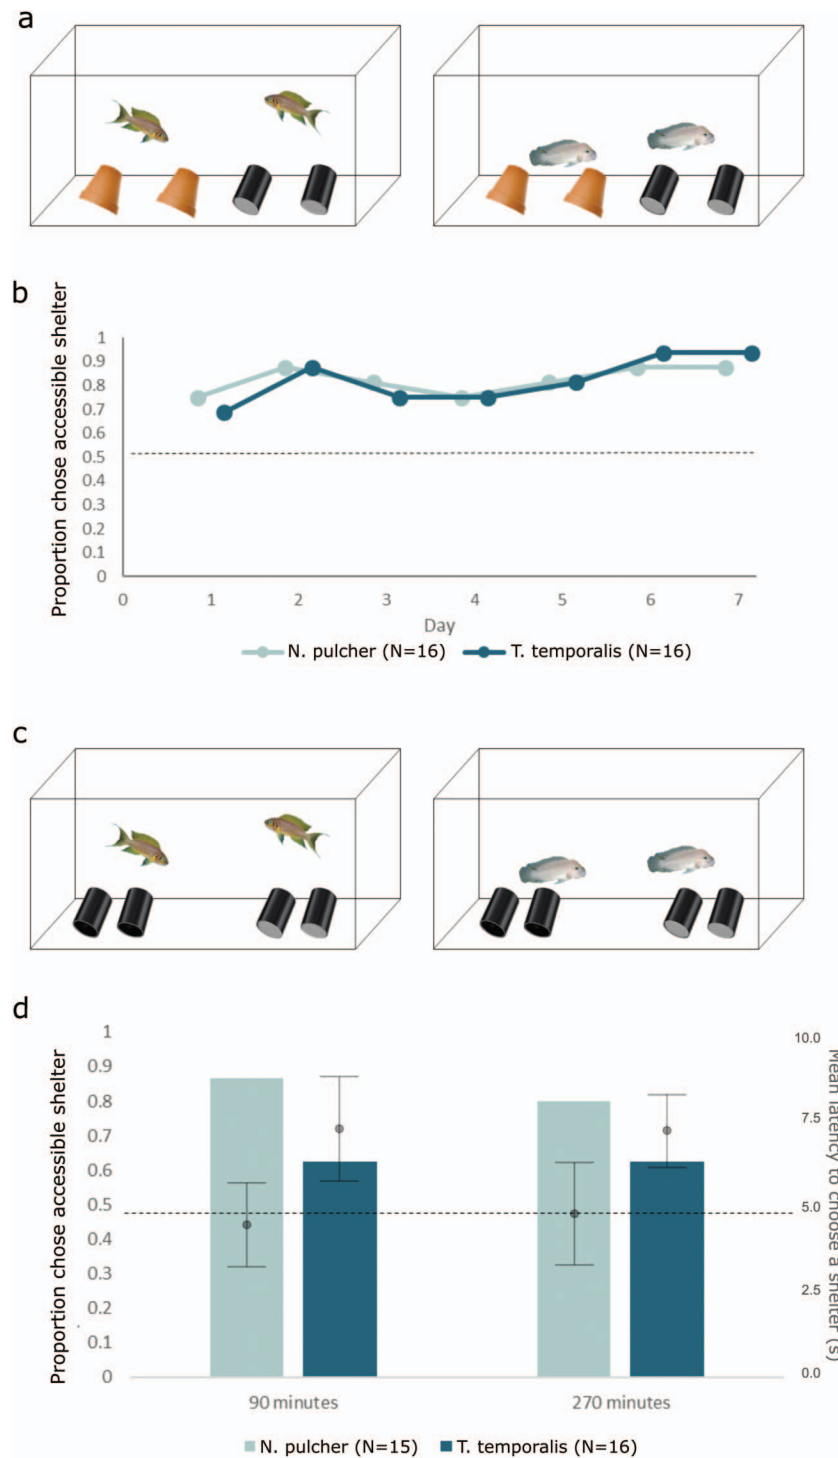 a
b
Proportion chose accessible shelter
1
0.9
0.8
0.7
0.6
0.5
0.4
0.3
0.2
0.1
0
0 1 2 3 4 5 6 7
Day
N. pulcher (N=16) T. temporalis (N=16)
c
d
Proportion chose accessible shelter
1
0.9
0.8
0.7
0.6
0.5
0.4
0.3
0.2
0.1
0
10.0
7.5
5.0
2.5
0.0
Mean latency to choose a shelter (s)
90 minutes 270 minutes
N. pulcher (N=15) T. temporalis (N=16)